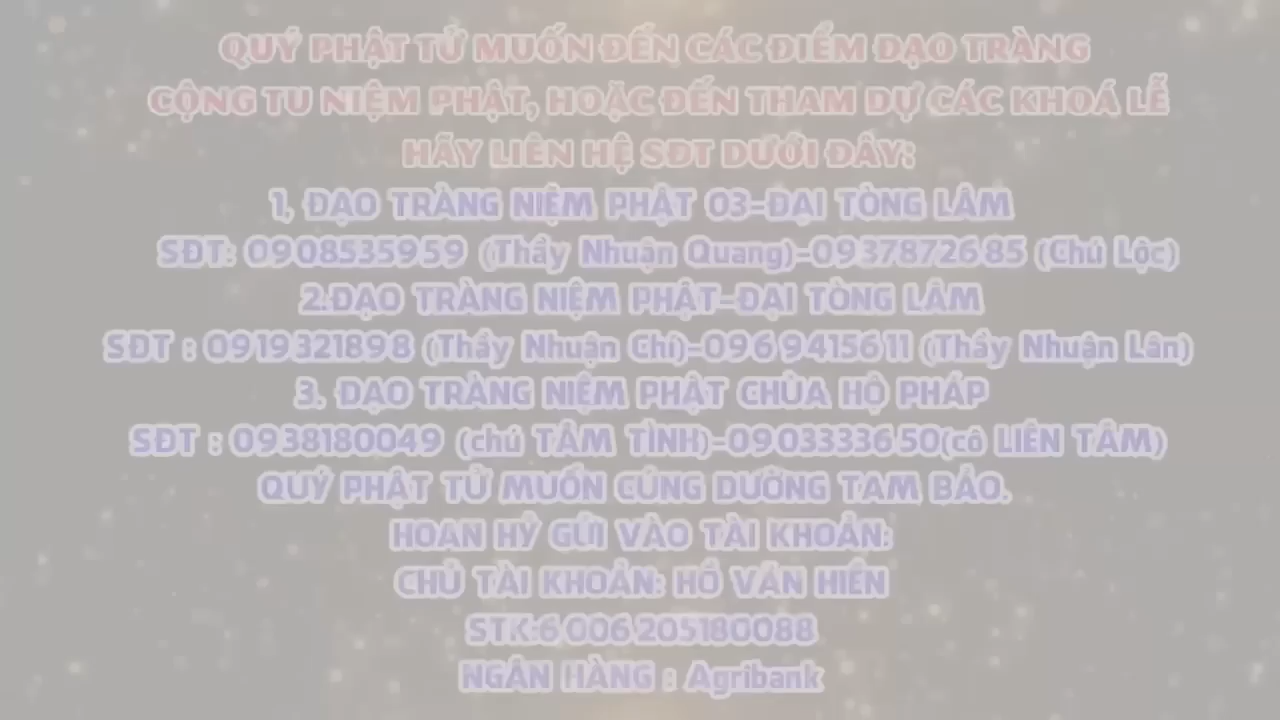 QUÝ PHẬT TỬ MUỐN ĐẾN CÁC ĐIỂM ĐẠO TRÀNG
CỘNG TU NIỆM PHẬT, HOẶC ĐẾN THAM DỰ CÁC KHOÁ LỄ
HÃY LIÊN HỆ SĐT DƯỚI ĐÂY:
1, ĐẠO TRÀNG NIỆM PHẬT 03-ĐẠI TÒNG LÂM
SĐT: 0908535959 (Thầy Nhuận Quang)-0937872685 (Chú Lộc)
2.ĐẠO TRÀNG NIỆM PHẬT-ĐẠI TÒNG LÂM
SĐT : 0919321898 (Thầy Nhuận Chí)-0969415611 (Thầy Nhuận Lân)
3. ĐẠO TRÀNG NIỆM PHẬT CHÙA HỘ PHÁP
SĐT : 0938180049 (chú TÂM TÌNH)-0903333650(cô LIÊN TÂM)
QUÝ PHẬT TỬ MUỐN CÚNG DƯỜNG TAM BẢO.
HOAN HỶ GỬI VÀO TÀI KHOẢN:
CHỦ TÀI KHOẢN: HỒ VĂN HIỀN
STK:6 006 205180088
NGÂN HÀNG : Agribank